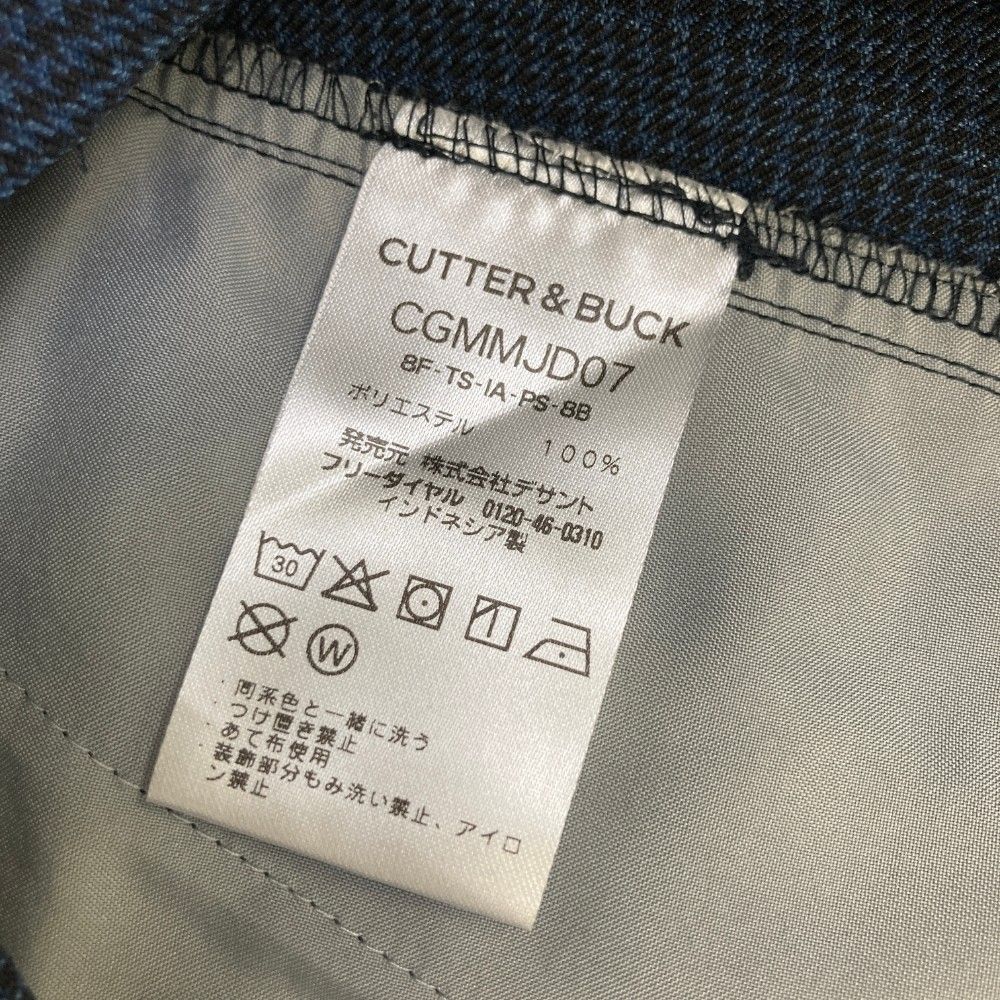 CUTTER & BUCK
CGMMJD07
8F-TS-IA-PS-8B
ポリエステル 100%
発売元 株式会社デサント
フリーダイヤル 0120-46-0310
インドネシア製
30
W
・同系色と一緒に洗う
・つけ置き禁止
・あて布使用
・装飾部分もみ洗い禁止、アイロ
ン禁止